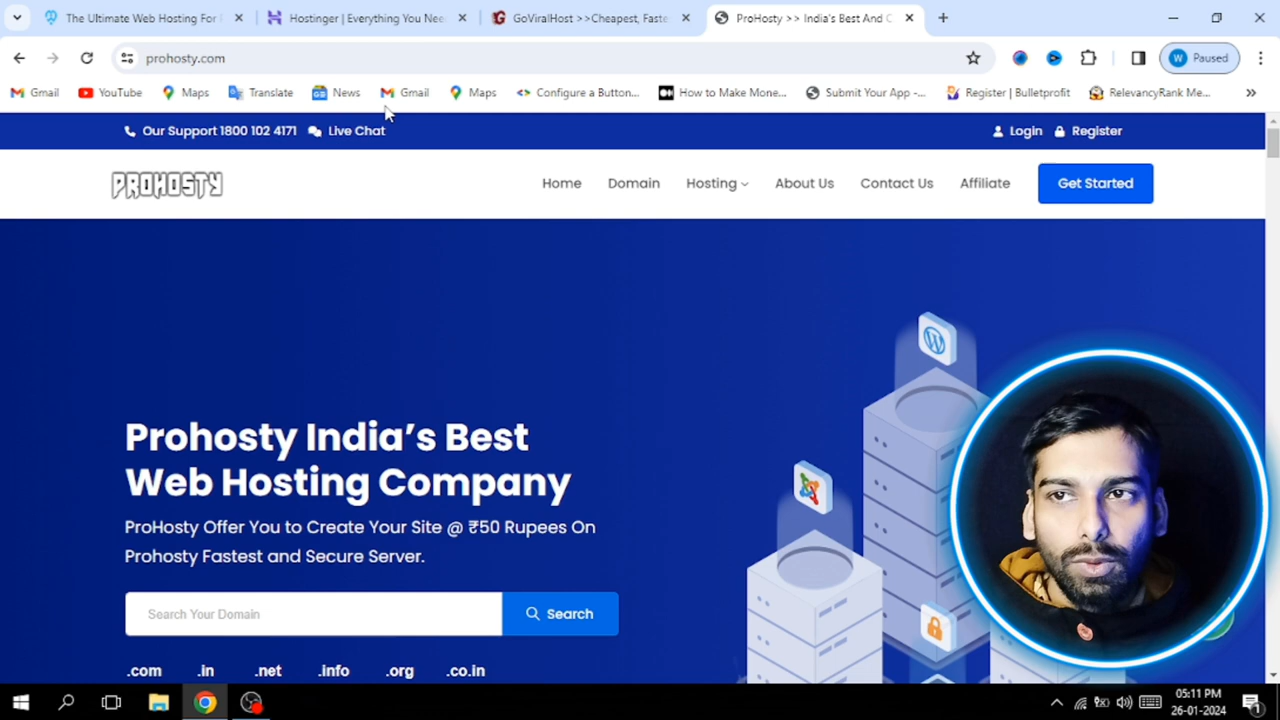 The Ultimate Web Hosting For
Hostinger | Everything You Nee
GoViralHost >>Cheapest, Faste
ProHosty >> India's Best And C
prohosty.com
W Paused
Gmail
YouTube
Maps
Translate
News
Gmail
Maps
Configure a Button...
How to Make Mone...
Submit Your App -...
Register | Bulletprofit
RelevancyRank Me...
Our Support 1800 102 4171
Live Chat
Login
Register
PROHOSTY
Home
Domain
Hosting
About Us
Contact Us
Affiliate
Get Started
Prohosty India's Best
Web Hosting Company
ProHosty Offer You to Create Your Site @ ₹50 Rupees On
Prohosty Fastest and Secure Server.
Search Your Domain
Search
.com .in .net .info .org .co.in
05:11 PM
26-01-2024
1